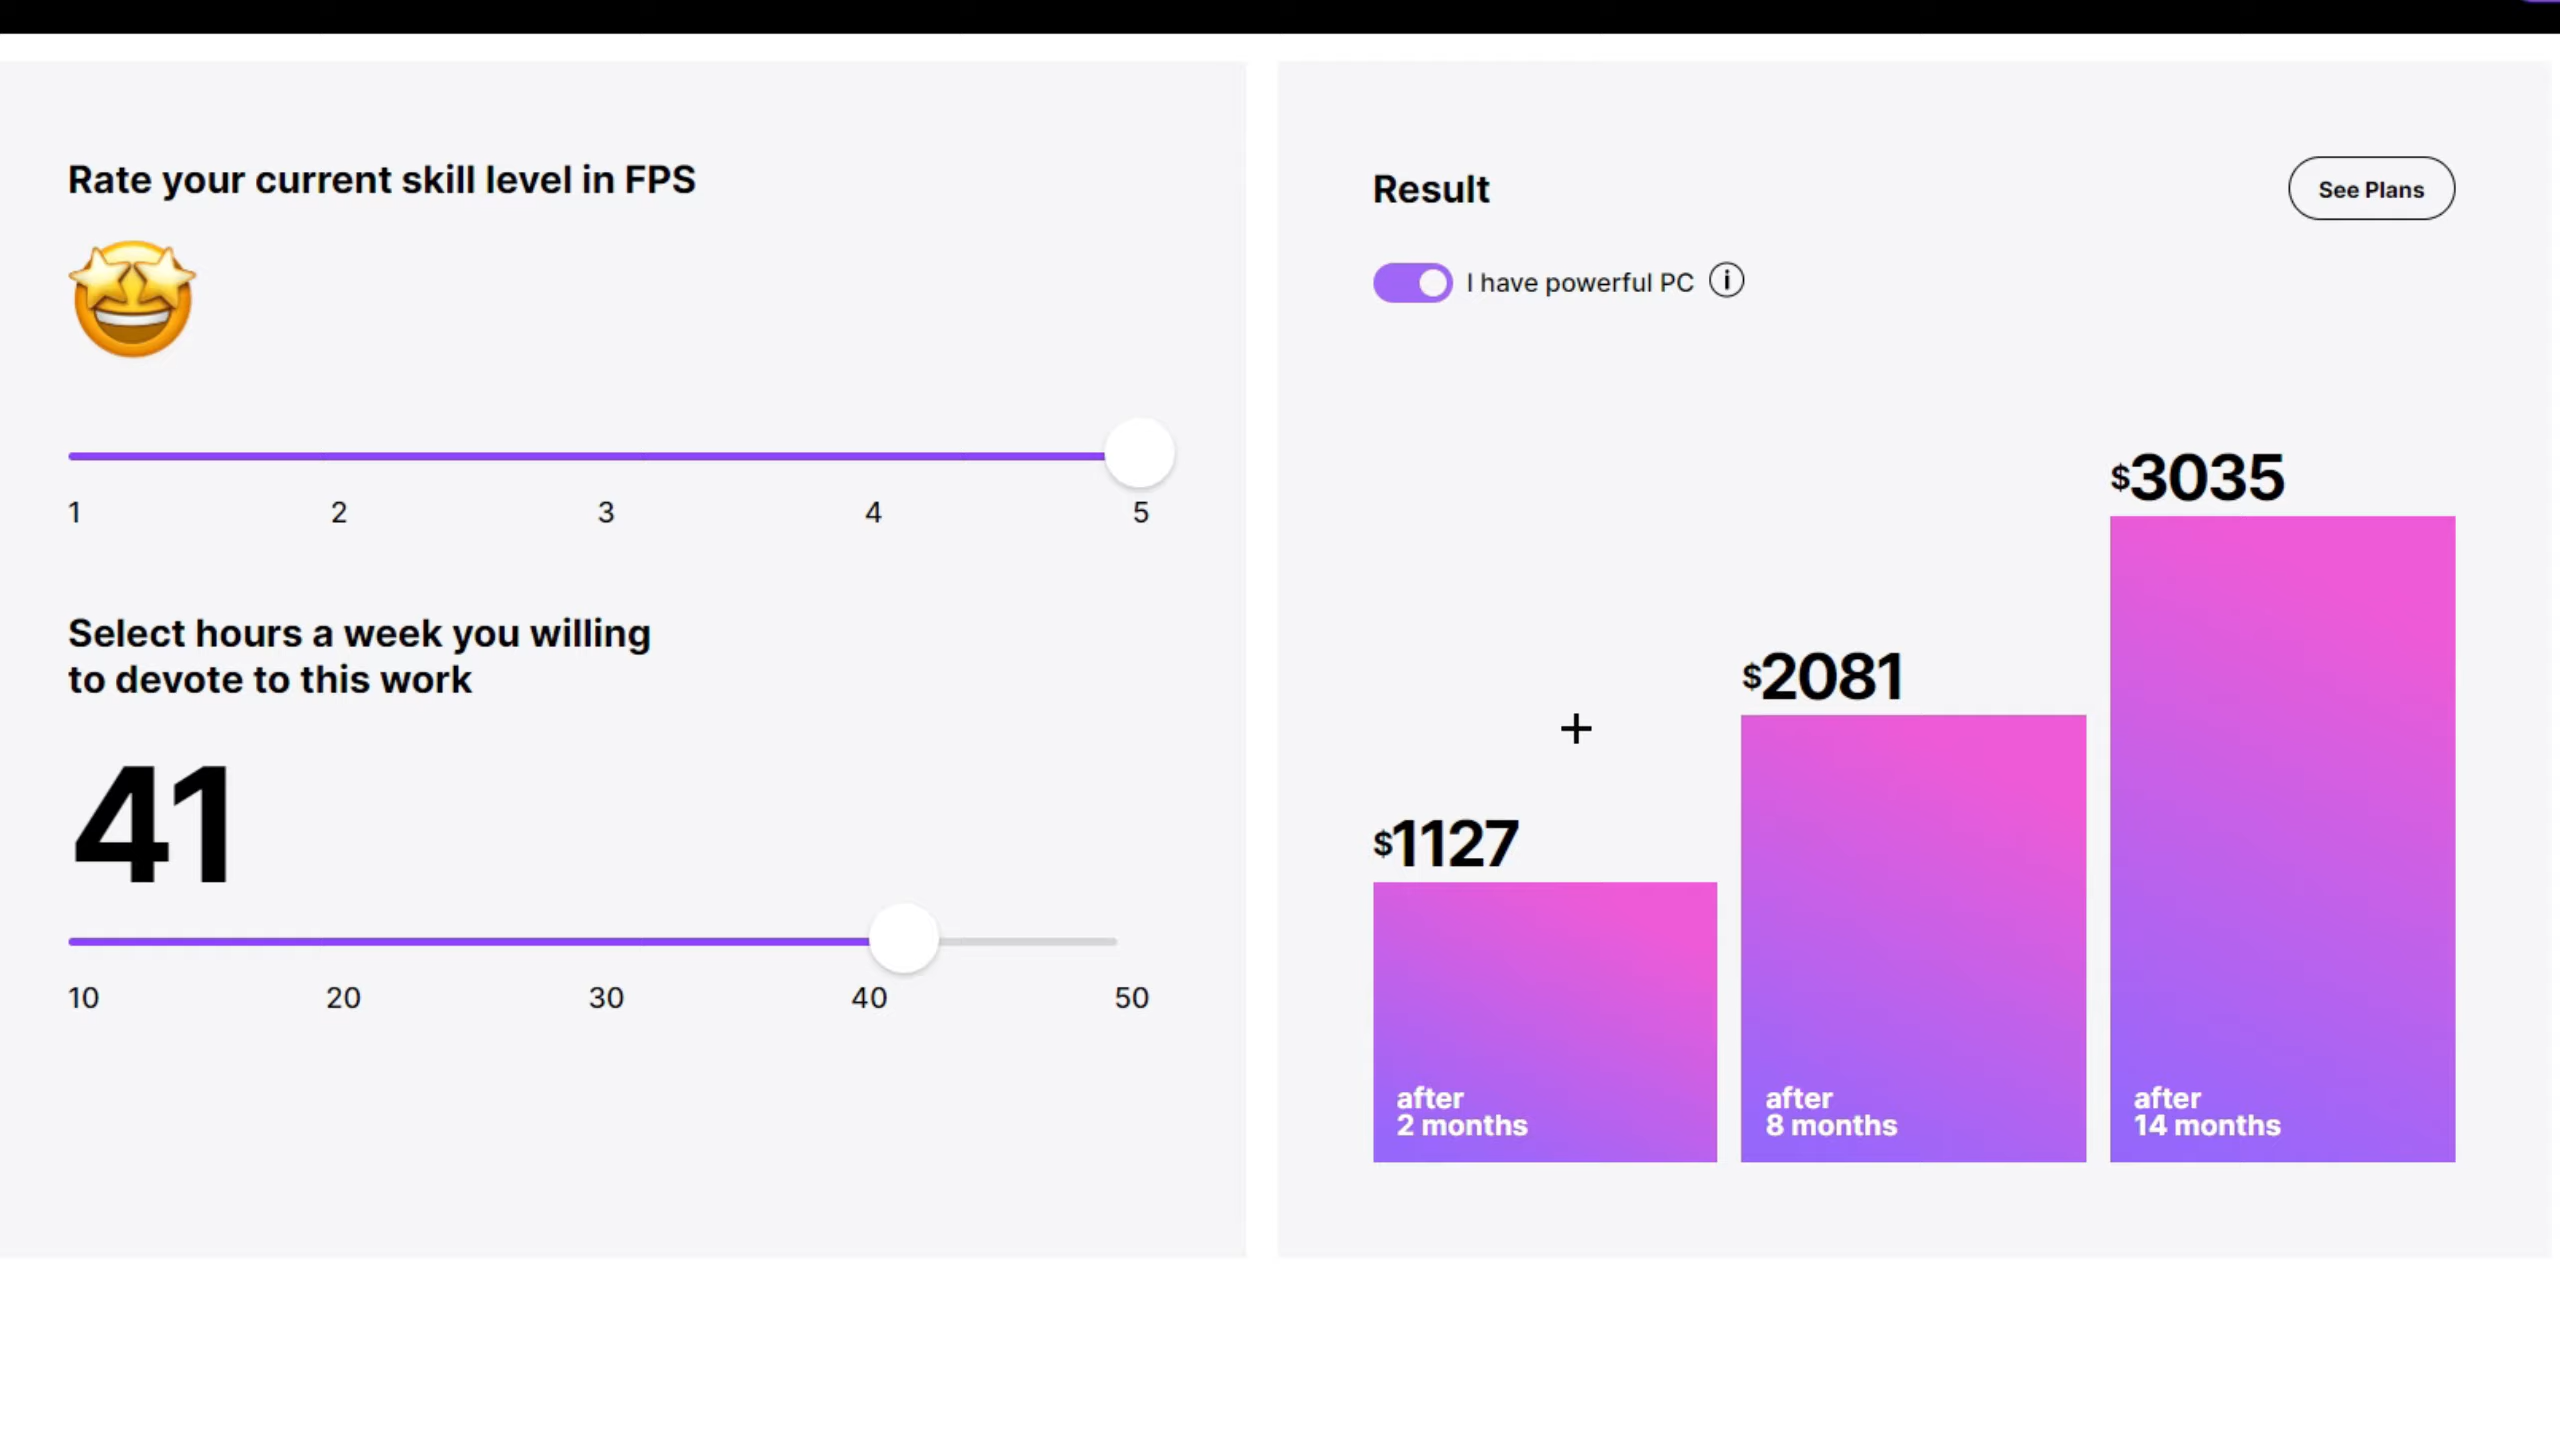 Rate your current skill level in FPS
1 2 3 4 5
Select hours a week you willing
to devote to this work
41
10 20 30 40 50
Result
See Plans
I have powerful PC i
$1127
after
2 months
$2081
after
8 months
$3035
after
14 months